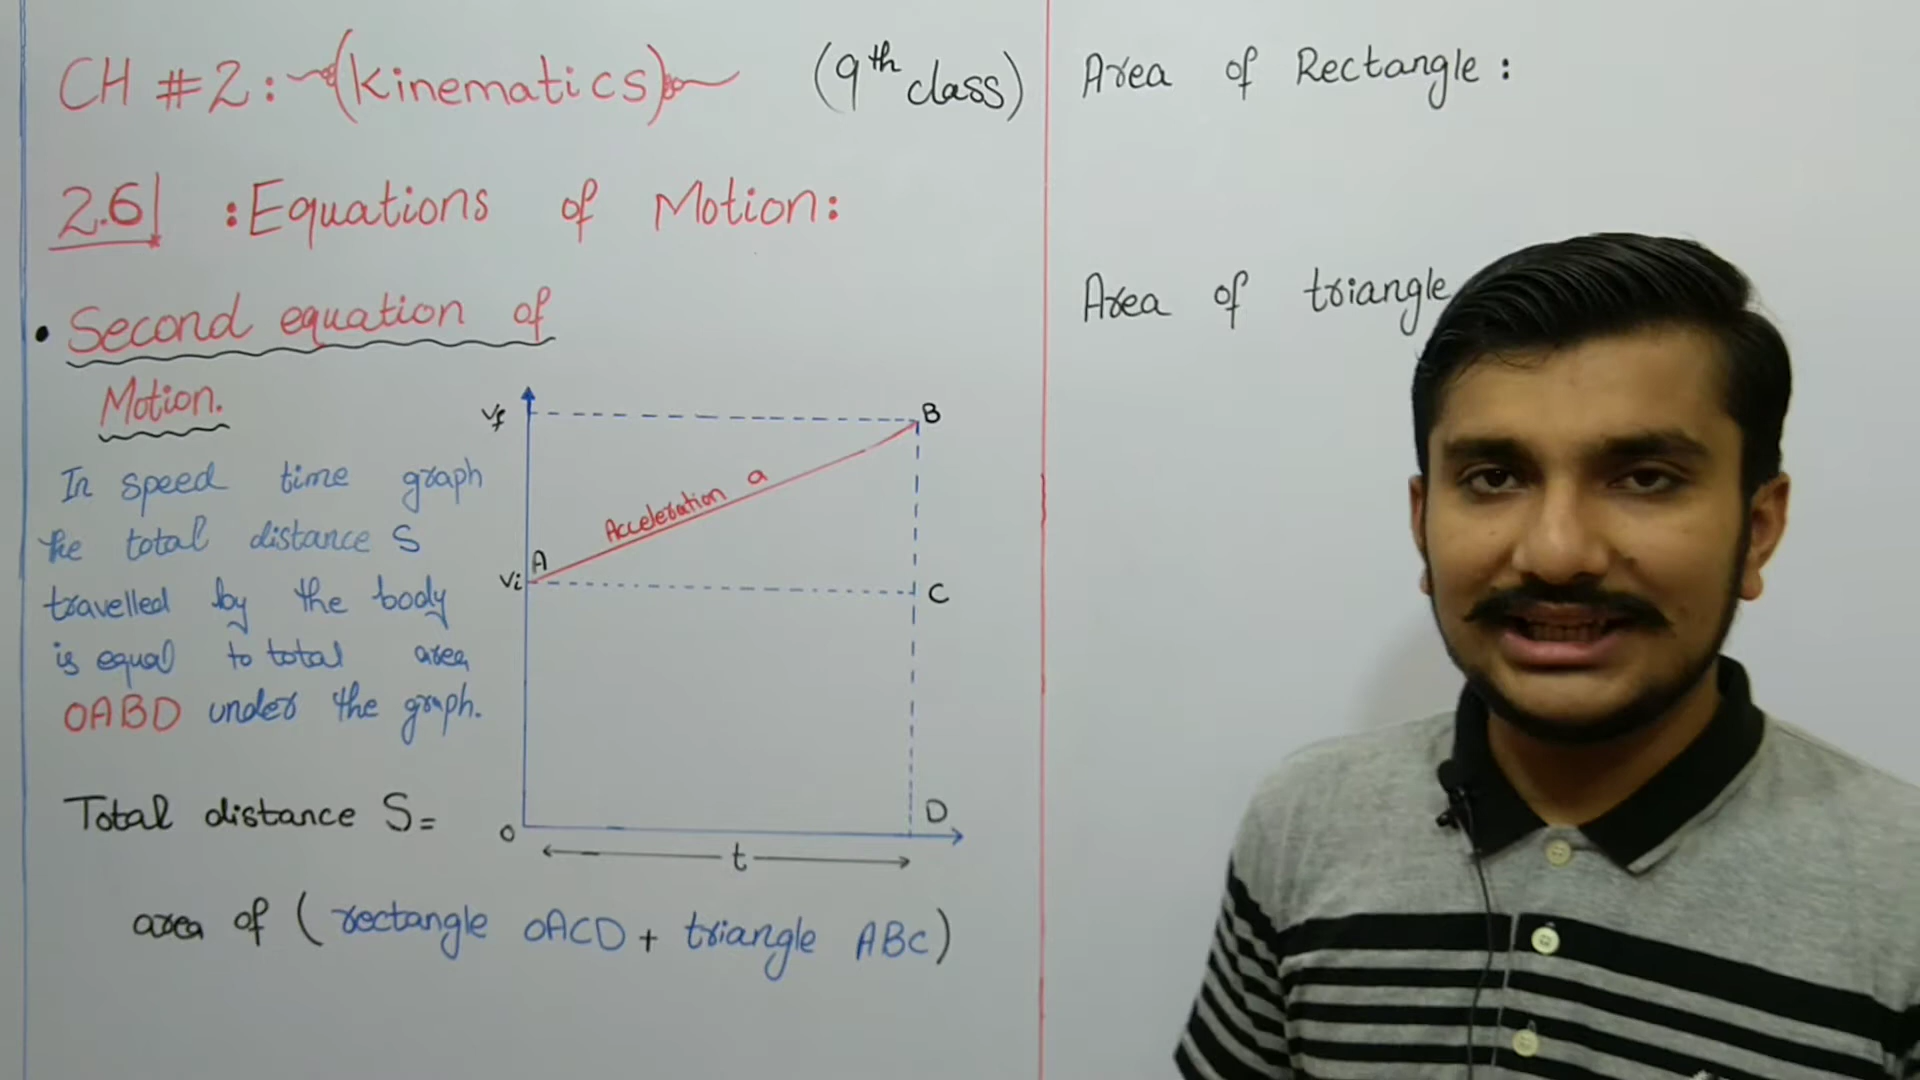 CH #2: (Kinematics) (9th class)
2.6 :Equations of Motion:
• Second equation of
Motion.
In speed time graph
the total distance S
travelled by the body
is equal to total area
OABD under the graph.
Total distance S=
area of (rectangle OACD + triangle ABC)
Vf
B
Acceleration a
A
Vi
C
D
O
t
Area of Rectangle:
Area of triangle